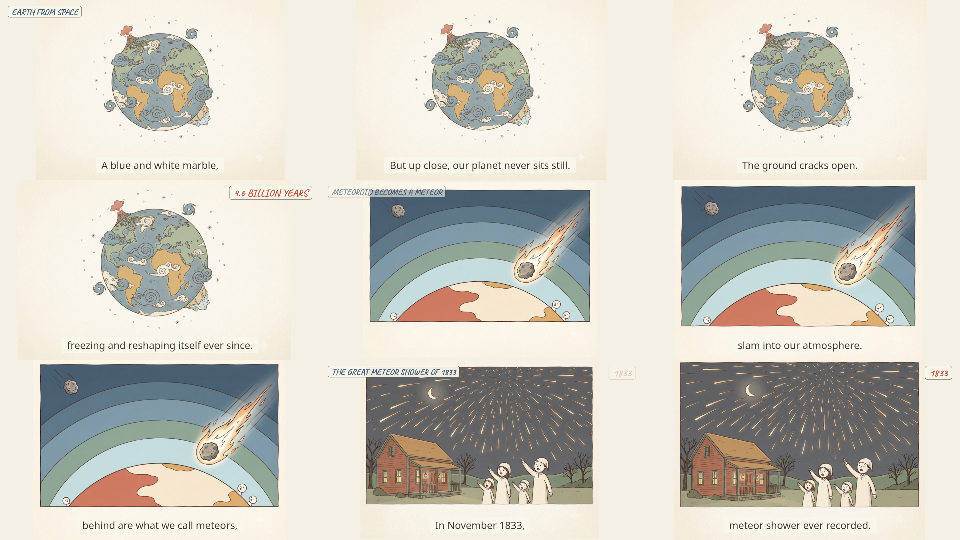 EARTH FROM SPACE
A blue and white marble,
But up close, our planet never sits still.
The ground cracks open.
4.6 BILLION YEARS
freezing and reshaping itself ever since.
METEOROID BECOMES A METEOR
slam into our atmosphere.
behind are what we call meteors,
THE GREAT METEOR SHOWER OF 1833
1833
In November 1833,
1833
meteor shower ever recorded.